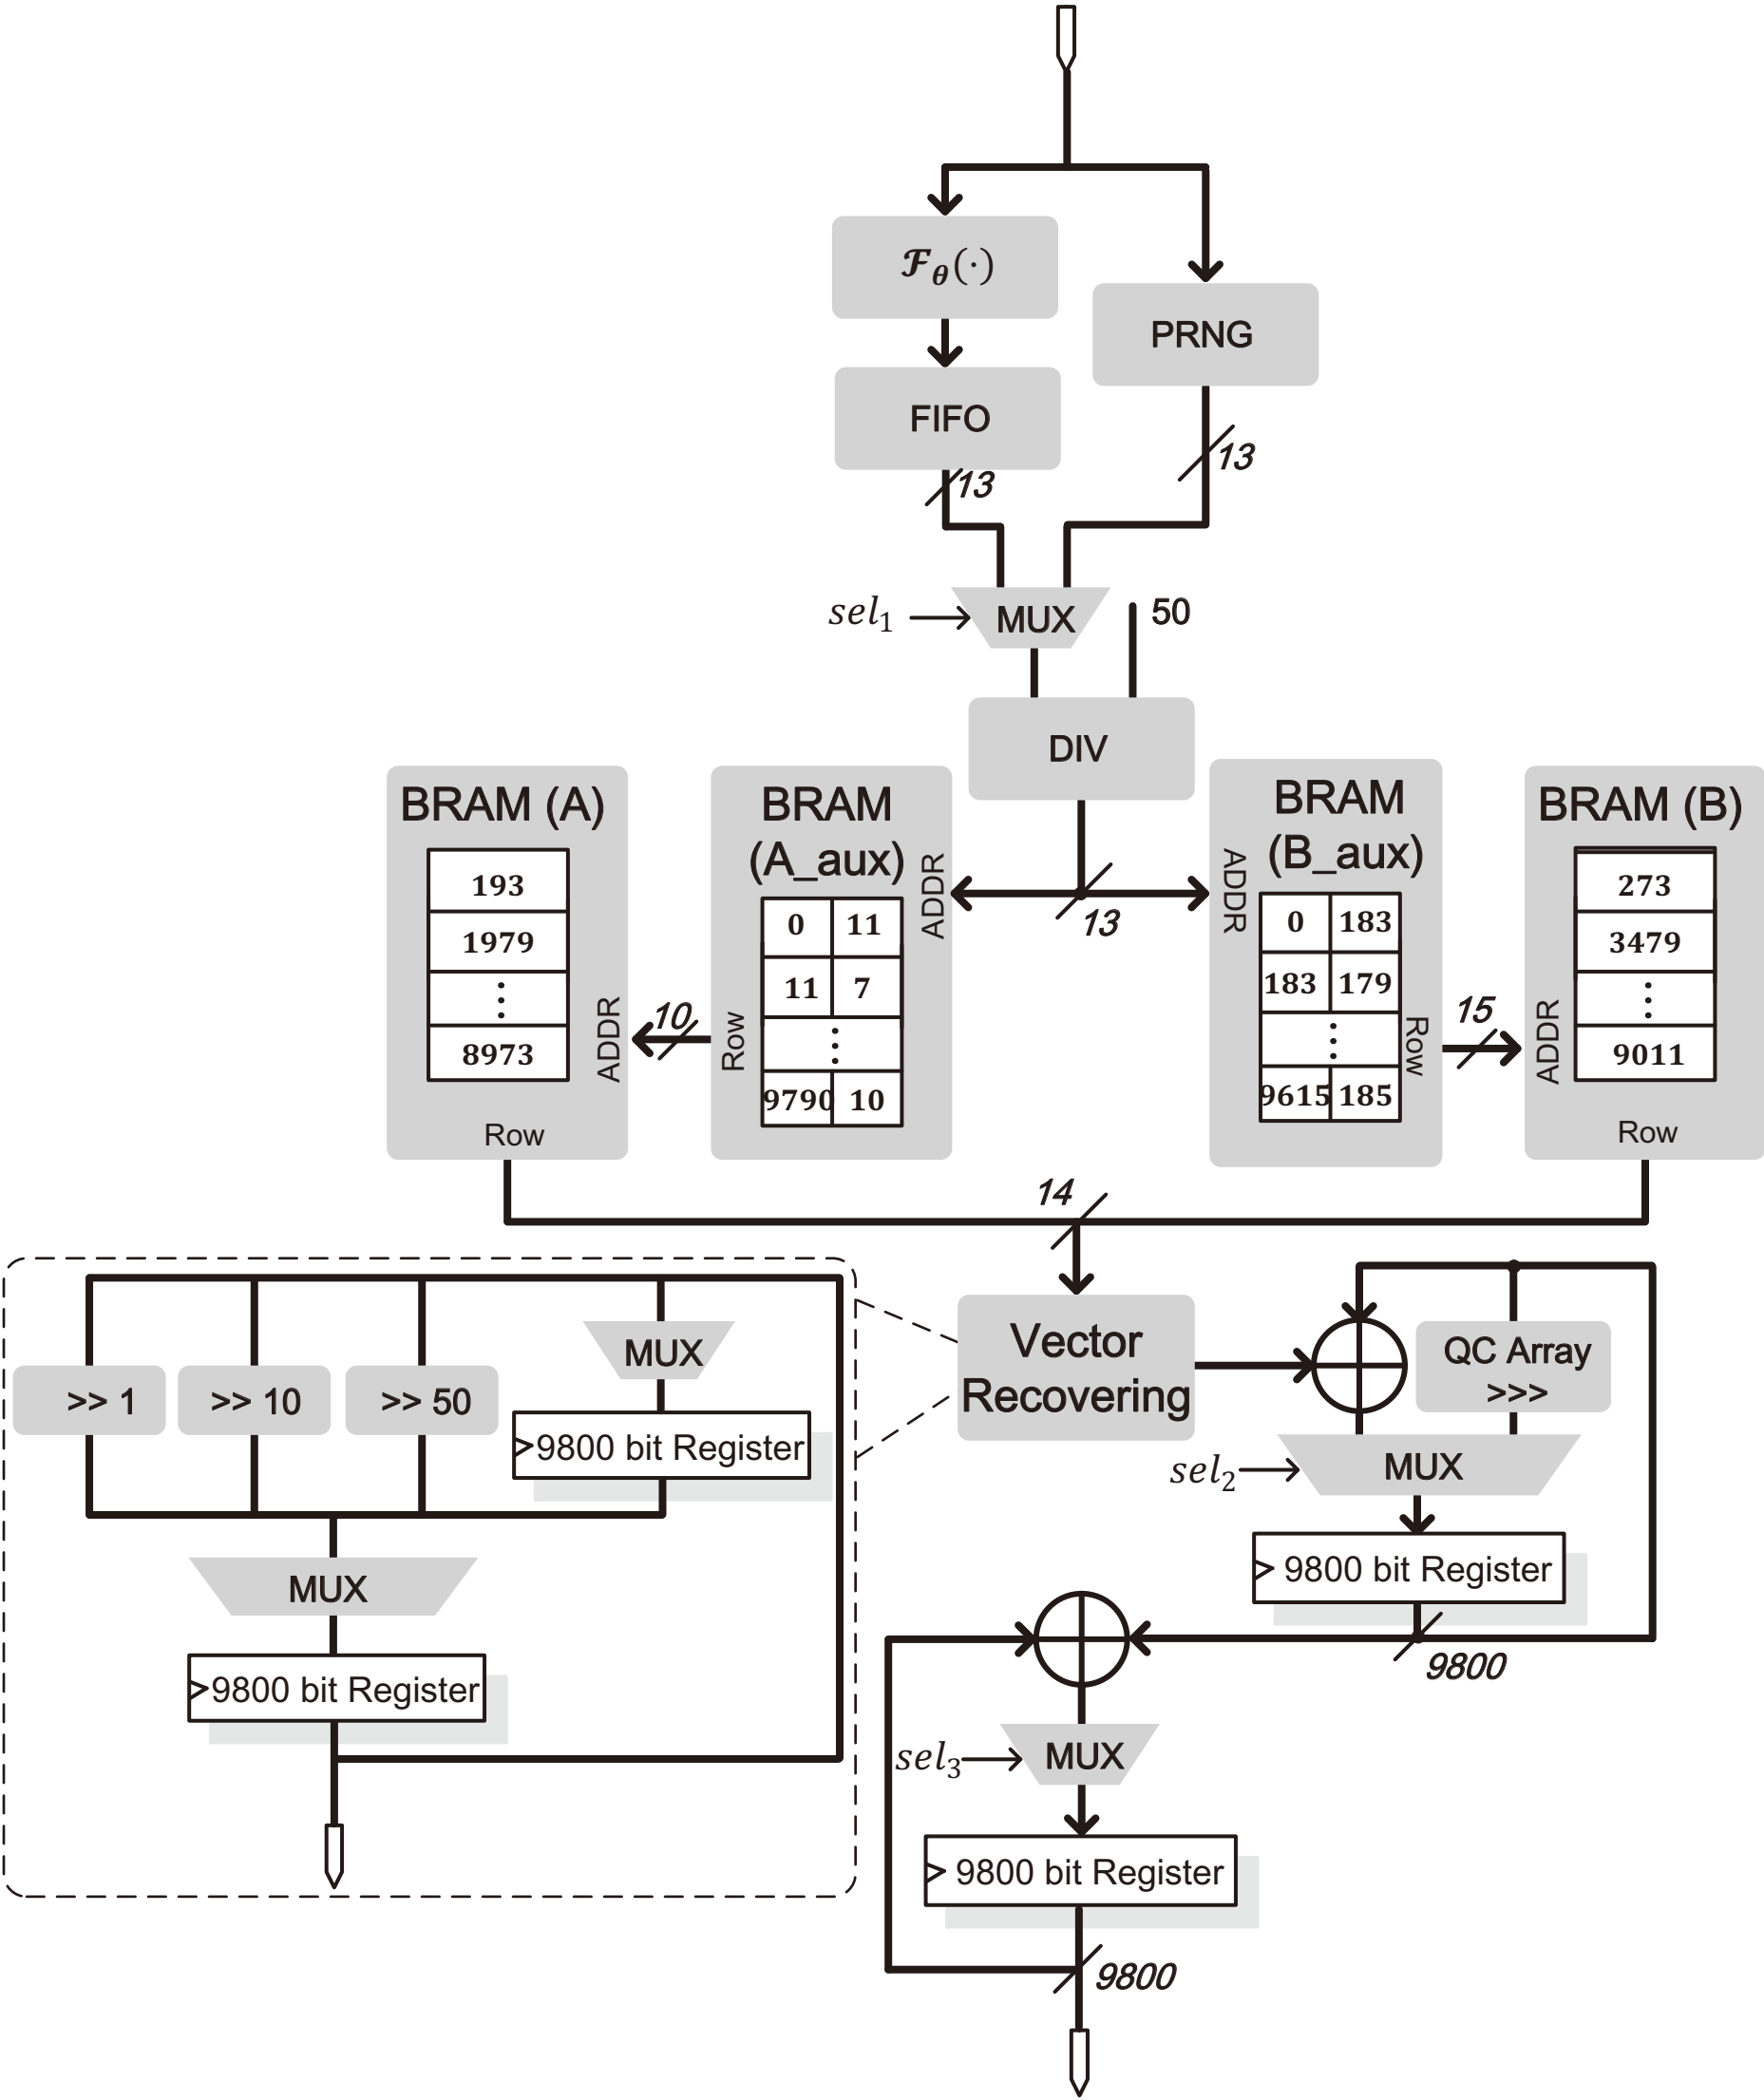 𝓕θ(·)
PRNG
FIFO
13
13
sel1
MUX
50
DIV
BRAM (A)
193
1979
⋮
8973
ADDR
Row
10
BRAM
(A_aux)
ADDR
0 11
11 7
⋮
9790 10
Row
13
BRAM
(B_aux)
ADDR
0 183
183 179
⋮
9615 185
Row
15
BRAM (B)
273
3479
⋮
9011
ADDR
Row
14
MUX
>> 1
>> 10
>> 50
9800 bit Register
MUX
9800 bit Register
Vector
Recovering
QC Array
>>>
sel2
MUX
9800 bit Register
9800
sel3
MUX
9800 bit Register
9800